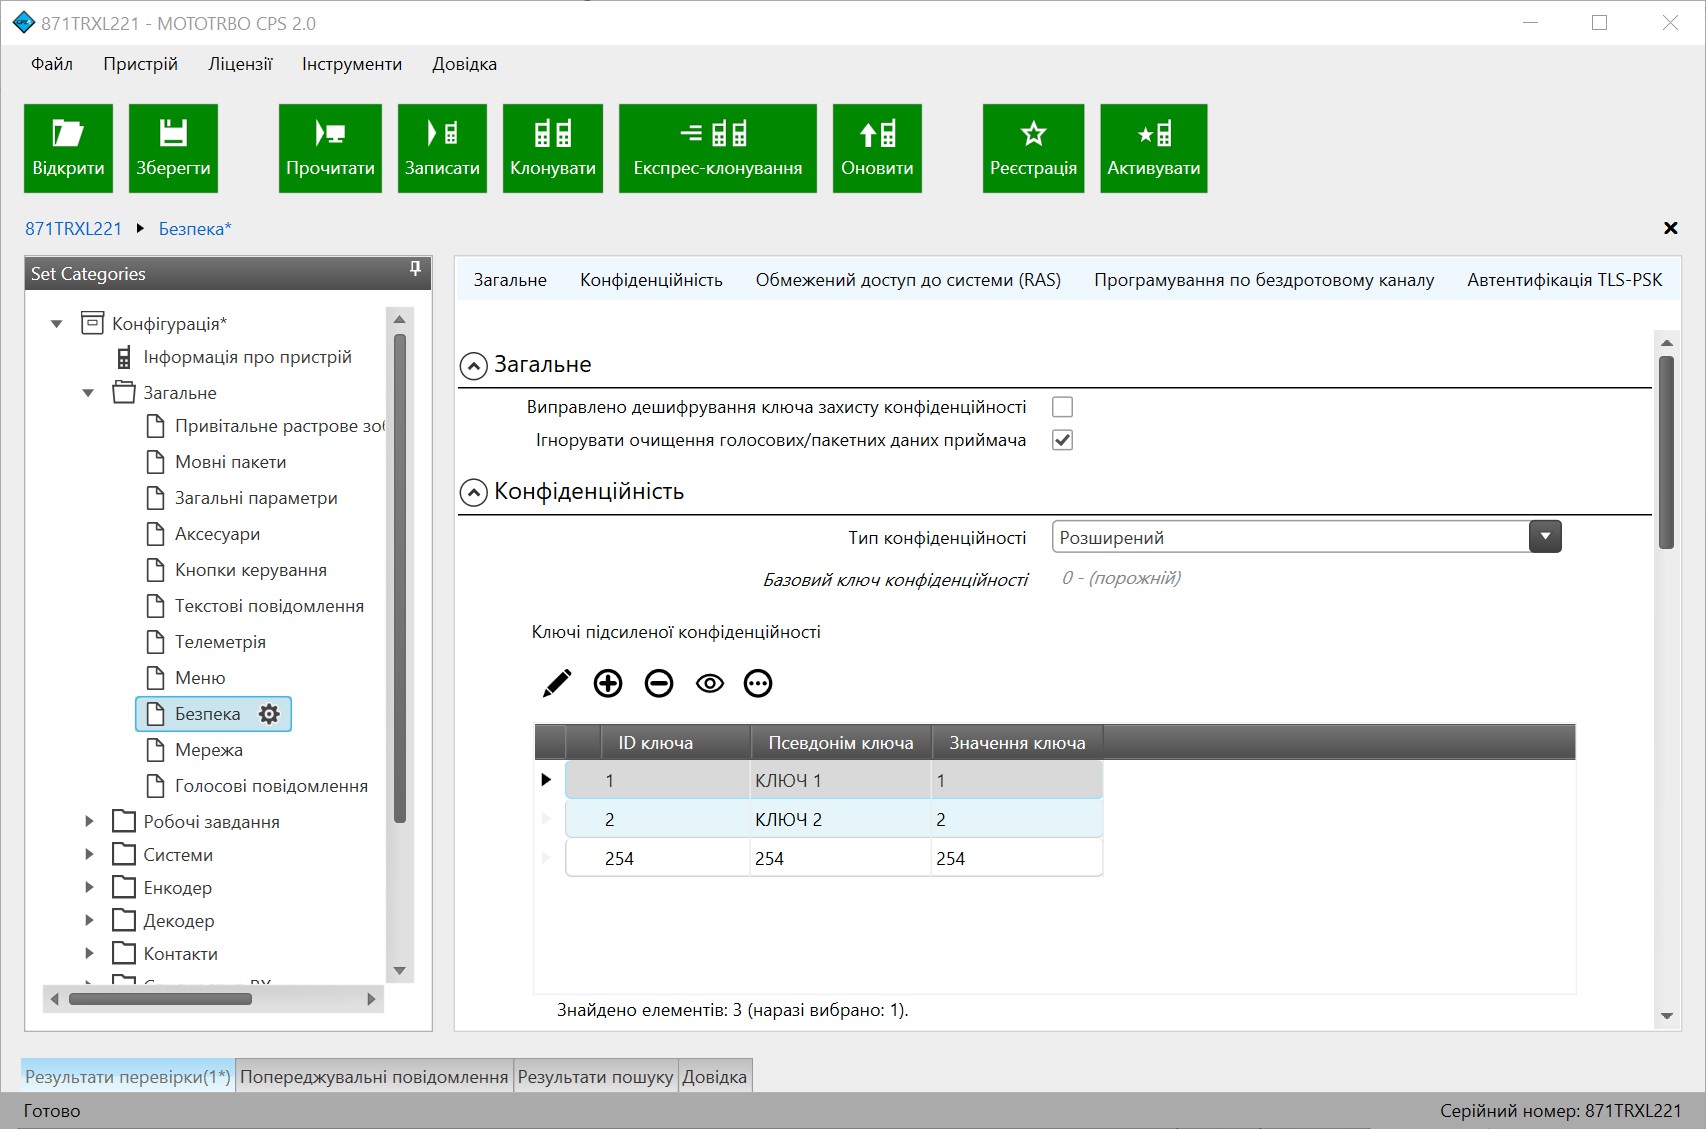 871TRXL221 - MOTOTRBO CPS 2.0
Файл Пристрій Ліцензії Інструменти Довідка
Відкрити Зберегти Прочитати Записати Клонувати Експрес-клонування Оновити Реєстрація Активувати
871TRXL221 Безпека*
Set Categories
Конфігурація*
Інформація про пристрій
Загальне
Привітальне растрове
Мовні пакети
Загальні параметри
Аксесуари
Кнопки керування
Текстові повідомлення
Телеметрія
Меню
Безпека
Мережа
Голосові повідомлення
Робочі завдання
Системи
Енкодер
Декодер
Контакти
Загальне Конфіденційність Обмежений доступ до системи (RAS) Програмування по бездротовому каналу Автентифікація TLS-PSK
Загальне
Виправлено дешифрування ключа захисту конфіденційності
Ігнорувати очищення голосових/пакетних даних приймача
Конфіденційність
Тип конфіденційності Розширений
Базовий ключ конфіденційності 0 - (порожній)
Ключі підсиленої конфіденційності
ID ключа Псевдонім ключа Значення ключа
1 КЛЮЧ 1 1
2 КЛЮЧ 2 2
254 254 254
Знайдено елементів: 3 (наразі вибрано: 1).
Результати перевірки(1*) Попереджувальні повідомлення Результати пошуку Довідка
Готово Серійний номер: 871TRXL221